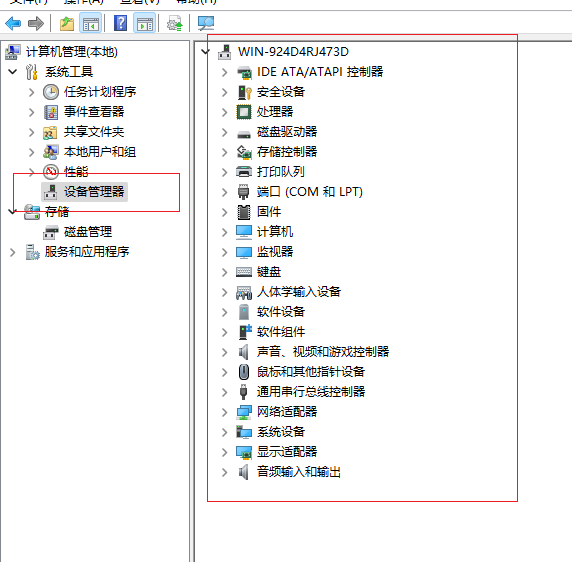 文件(F) 操作(A) 查看(V) 帮助(H)
计算机管理(本地)
系统工具
任务计划程序
事件查看器
共享文件夹
本地用户和组
性能
设备管理器
存储
磁盘管理
服务和应用程序
WIN-924D4RJ473D
IDE ATA/ATAPI 控制器
安全设备
处理器
磁盘驱动器
存储控制器
打印队列
端口 (COM 和 LPT)
固件
计算机
监视器
键盘
人体学输入设备
软件设备
软件组件
声音、视频和游戏控制器
鼠标和其他指针设备
通用串行总线控制器
网络适配器
系统设备
显示适配器
音频输入和输出